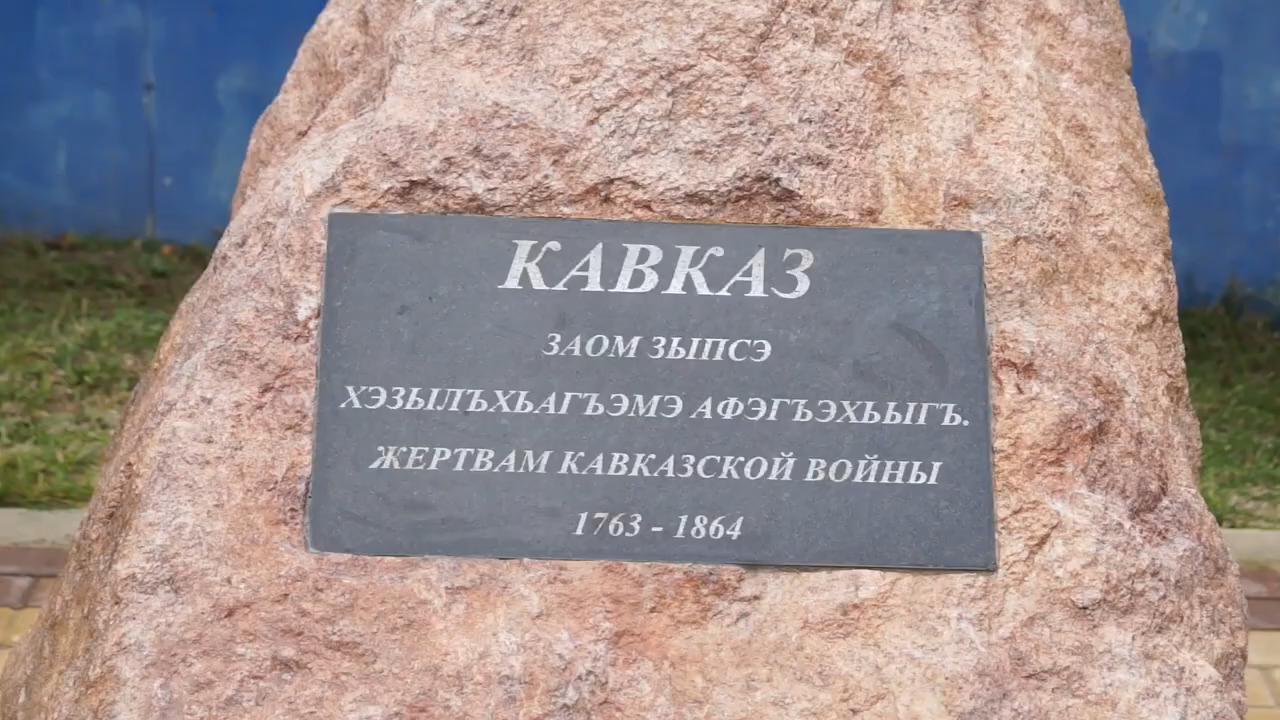 КАВКАЗ
ЗАОМ ЗЫПСЭ
ХЭЗЫЛЪХЬАГЪЭМЭ АФЭГЪЭХЬЫГЪ.
ЖЕРТВАМ КАВКАЗСКОЙ ВОЙНЫ
1763 - 1864